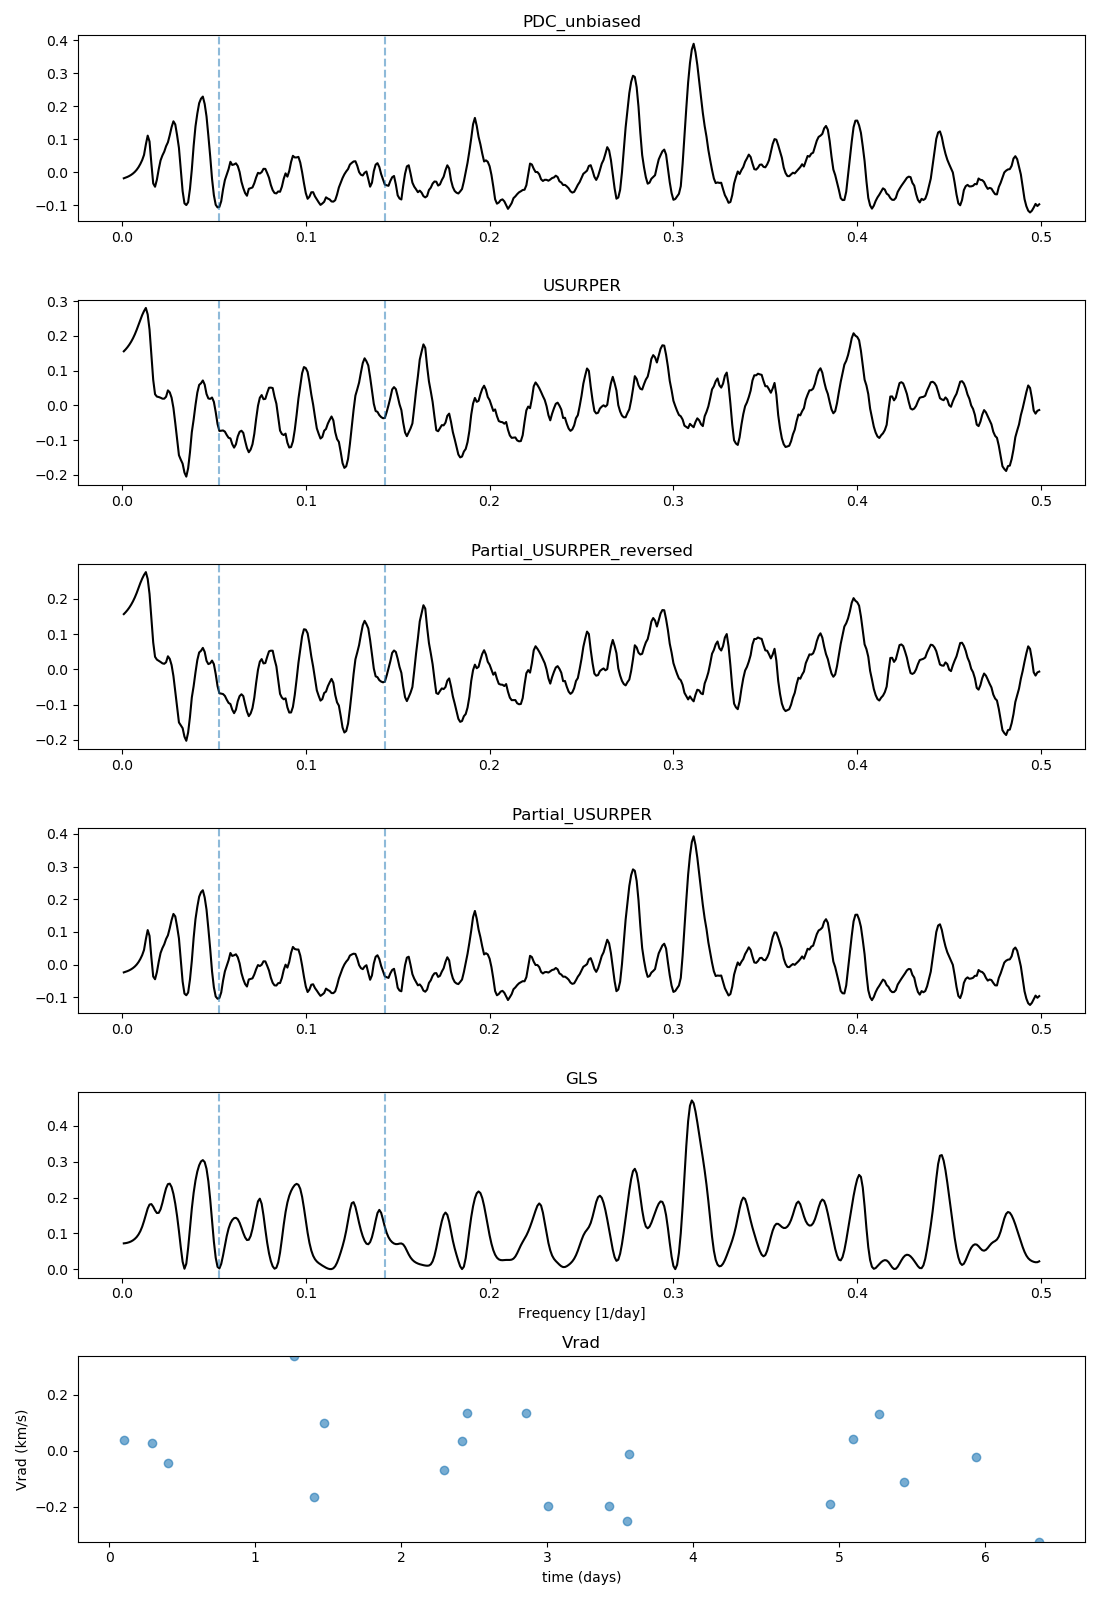 PDC_unbiased
0.4
0.3
0.2
0.1
0.0
−0.1
0.0 0.1 0.2 0.3 0.4 0.5
USURPER
0.3
0.2
0.1
0.0
−0.1
−0.2
0.0 0.1 0.2 0.3 0.4 0.5
Partial_USURPER_reversed
0.2
0.1
0.0
−0.1
−0.2
0.0 0.1 0.2 0.3 0.4 0.5
Partial_USURPER
0.4
0.3
0.2
0.1
0.0
−0.1
0.0 0.1 0.2 0.3 0.4 0.5
GLS
0.4
0.3
0.2
0.1
0.0
0.0 0.1 0.2 0.3 0.4 0.5
Frequency [1/day]
Vrad
Vrad (km/s)
0.2
0.0
−0.2
0 1 2 3 4 5 6
time (days)